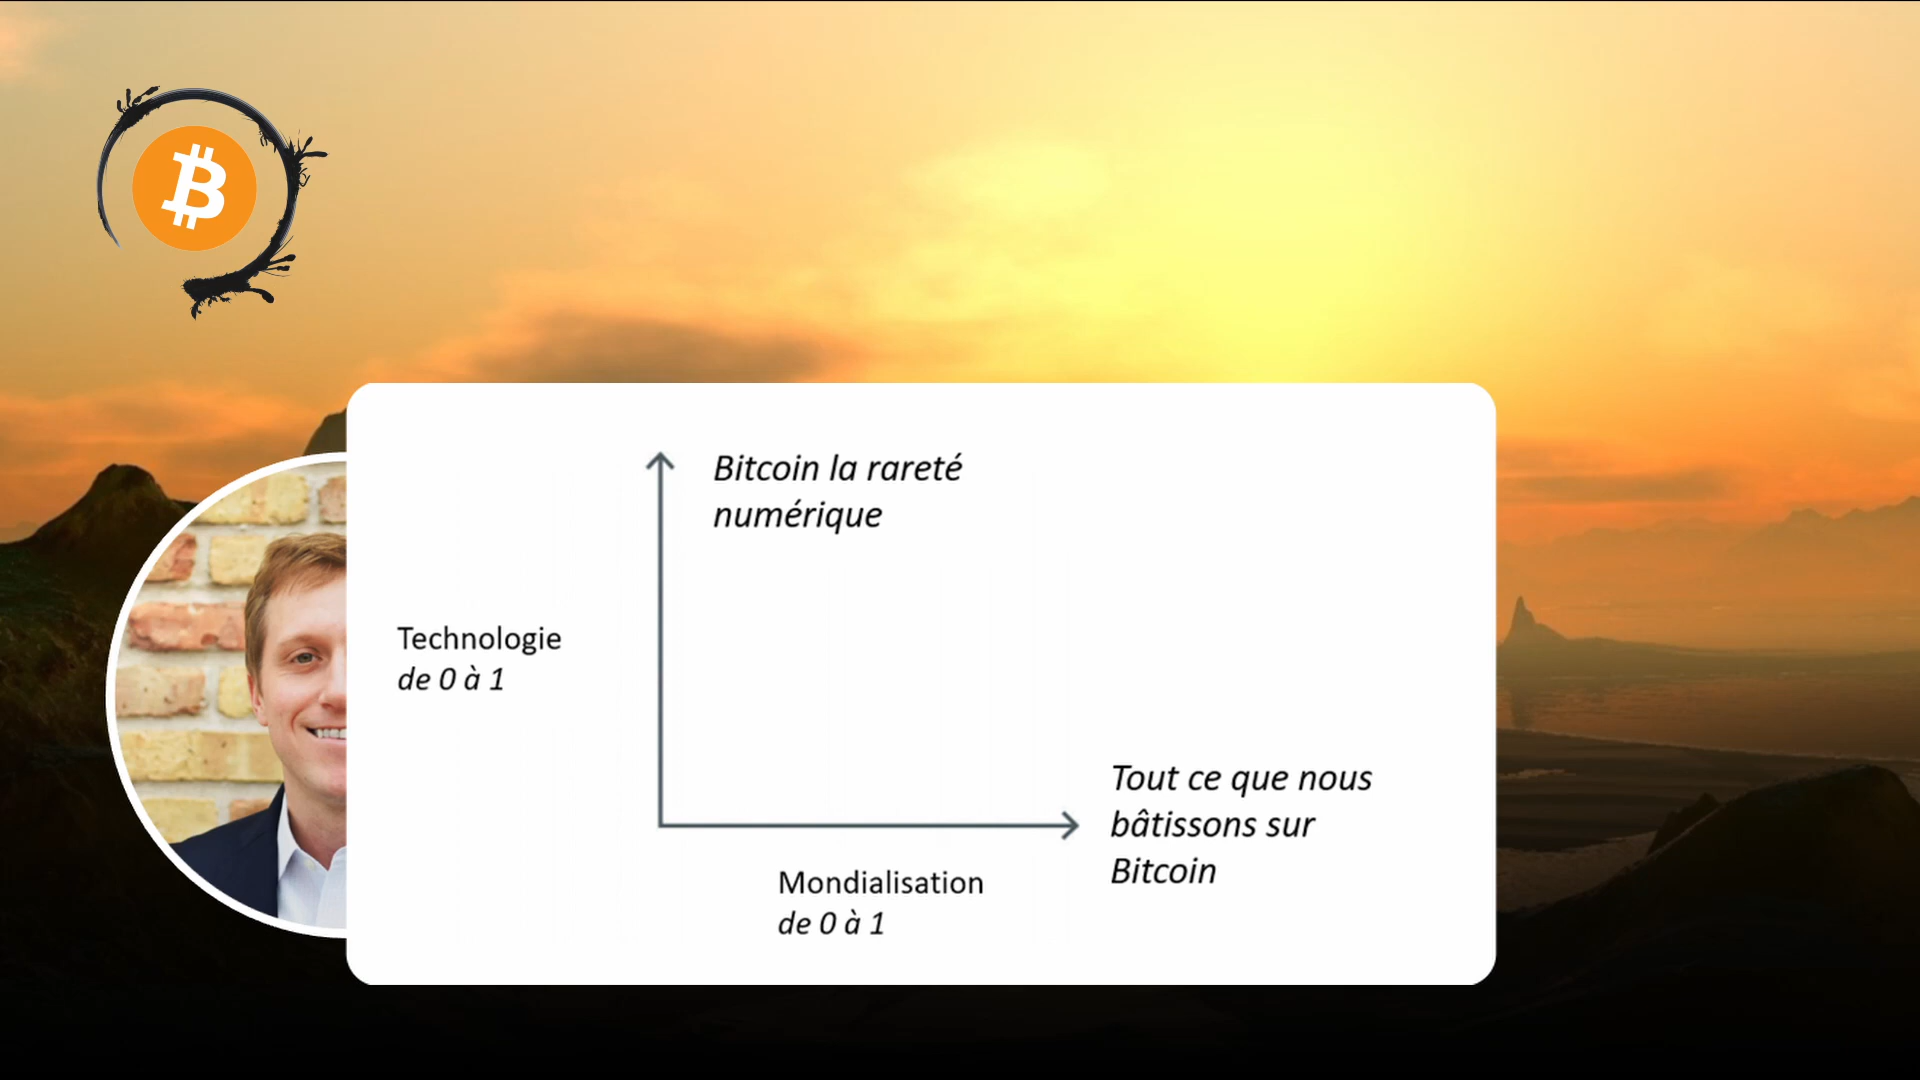 Bitcoin la rareté
numérique
Technologie
de 0 à 1
Tout ce que nous
bâtissons sur
Bitcoin
Mondialisation
de 0 à 1